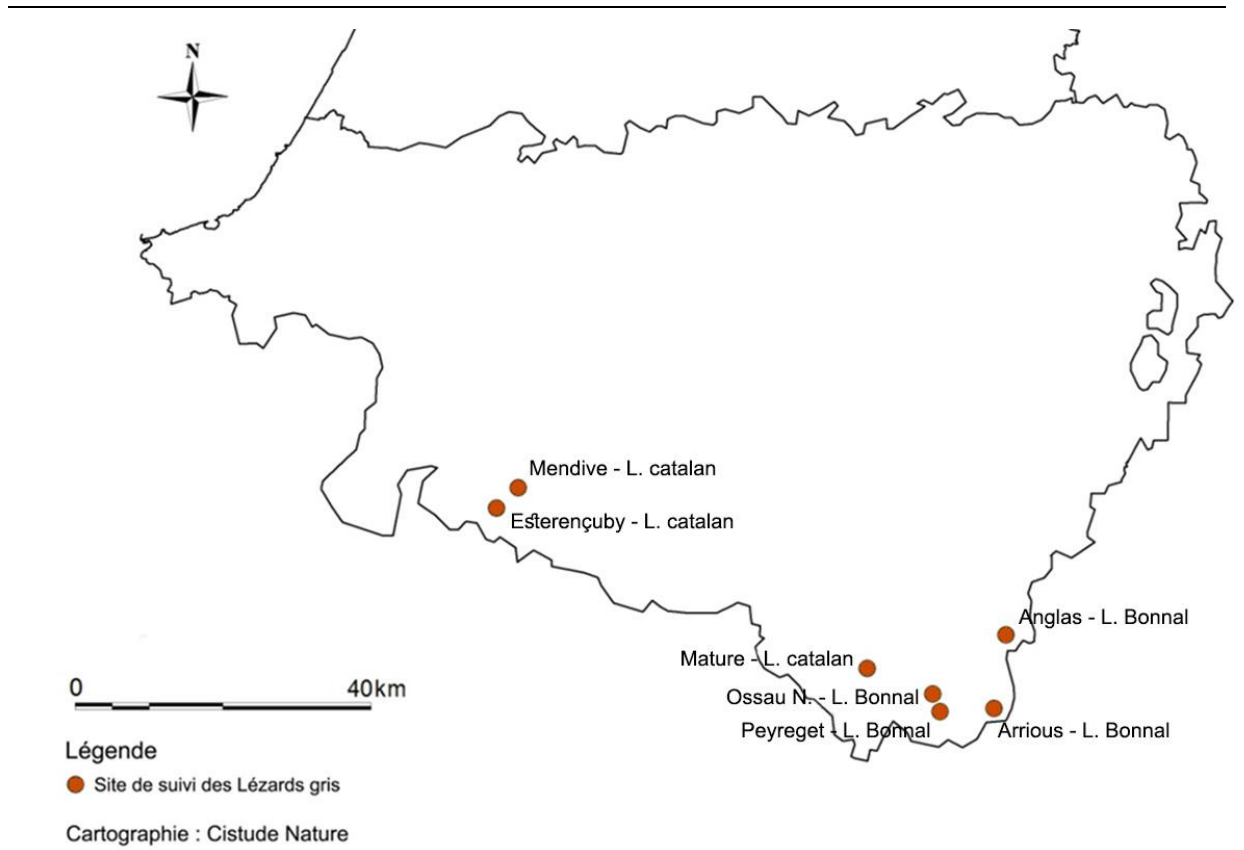 N
Mendive - L. catalan
Esterençuby - L. catalan
Anglas - L. Bonnal
Mature - L. catalan
Ossau N. - L. Bonnal
Peyreget - L. Bonnal
Arrious - L. Bonnal
0 40km
Légende
Site de suivi des Lézards gris
Cartographie : Cistude Nature